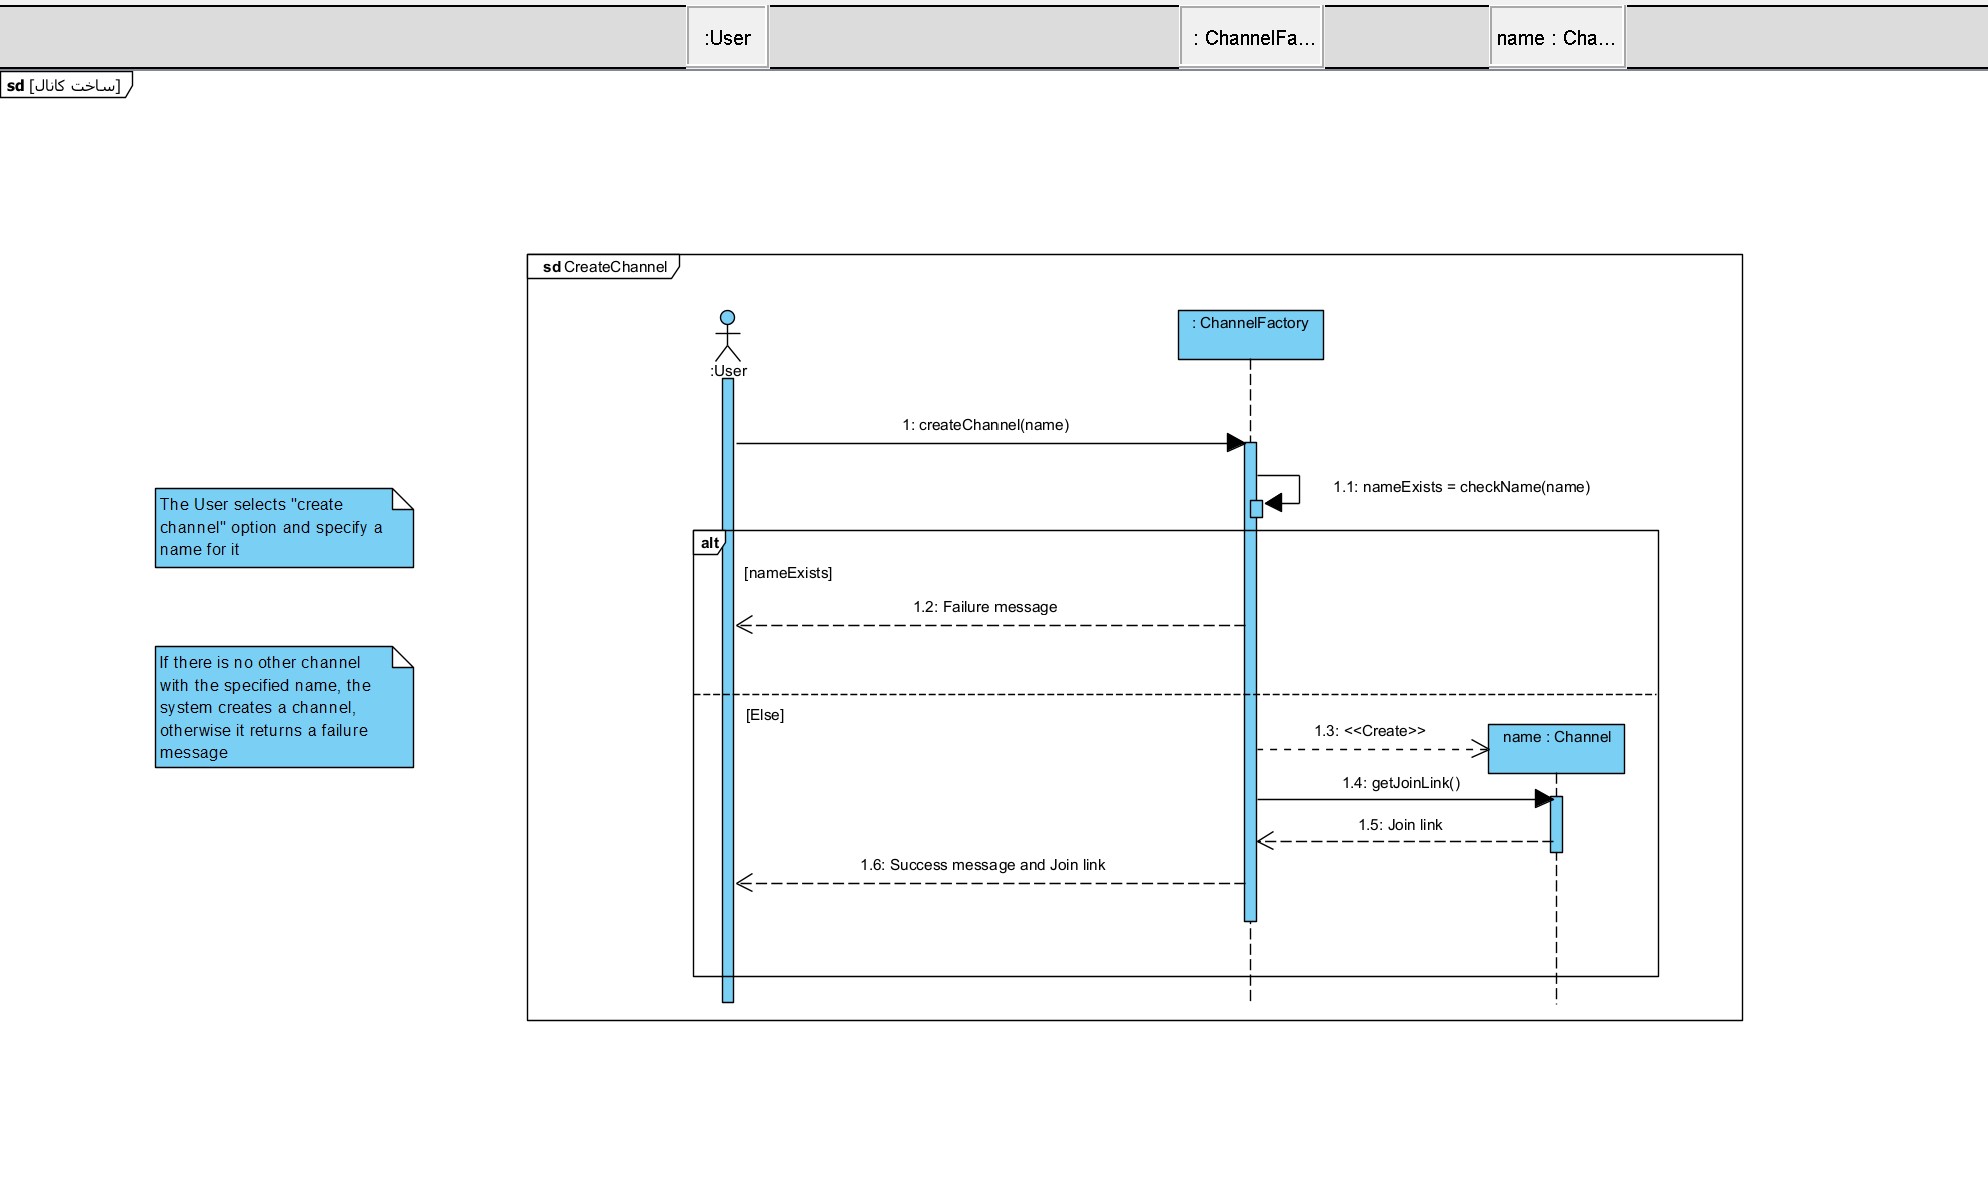 :User
: ChannelFa...
name : Cha...
sd [ساخت کانال]
sd CreateChannel
:User
: ChannelFactory
1: createChannel(name)
1.1: nameExists = checkName(name)
The User selects "create
channel" option and specify a
name for it
alt
[nameExists]
1.2: Failure message
If there is no other channel
with the specified name, the
system creates a channel,
otherwise it returns a failure
message
[Else]
1.3: <<Create>>
name : Channel
1.4: getJoinLink()
1.5: Join link
1.6: Success message and Join link